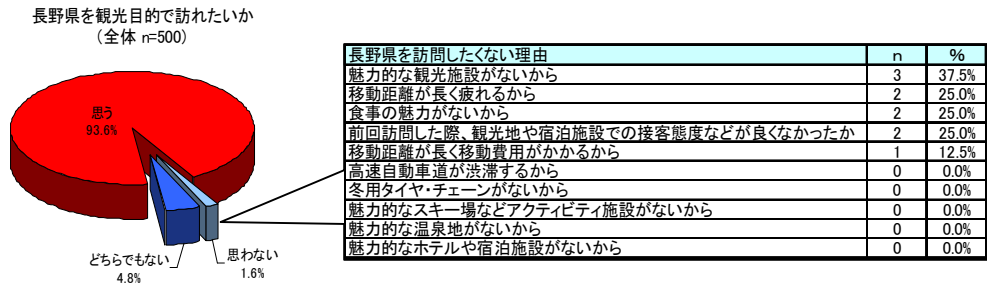 長野県を観光目的で訪れたいか
（全体 n=500）
思う
93.6%
どちらでもない
4.8%
思わない
1.6%
長野県を訪問したくない理由 n %
魅力的な観光施設がないから 3 37.5%
移動距離が長く疲れるから 2 25.0%
食事の魅力がないから 2 25.0%
前回訪問した際、観光地や宿泊施設での接客態度などが良くなかったか 2 25.0%
移動距離が長く移動費用がかかるから 1 12.5%
高速自動車道が渋滞するから 0 0.0%
冬用タイヤ・チェーンがないから 0 0.0%
魅力的なスキー場などアクティビティ施設がないから 0 0.0%
魅力的な温泉地がないから 0 0.0%
魅力的なホテルや宿泊施設がないから 0 0.0%